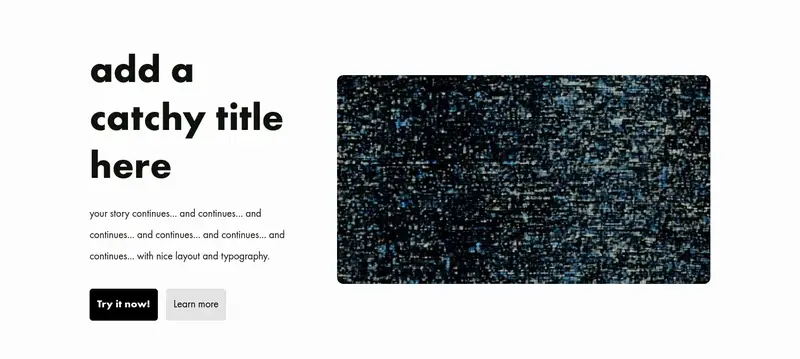 add a
catchy title
here
your story continues... and continues... and
continues... and continues... and continues... and
continues... with nice layout and typography.
Try it now!
Learn more